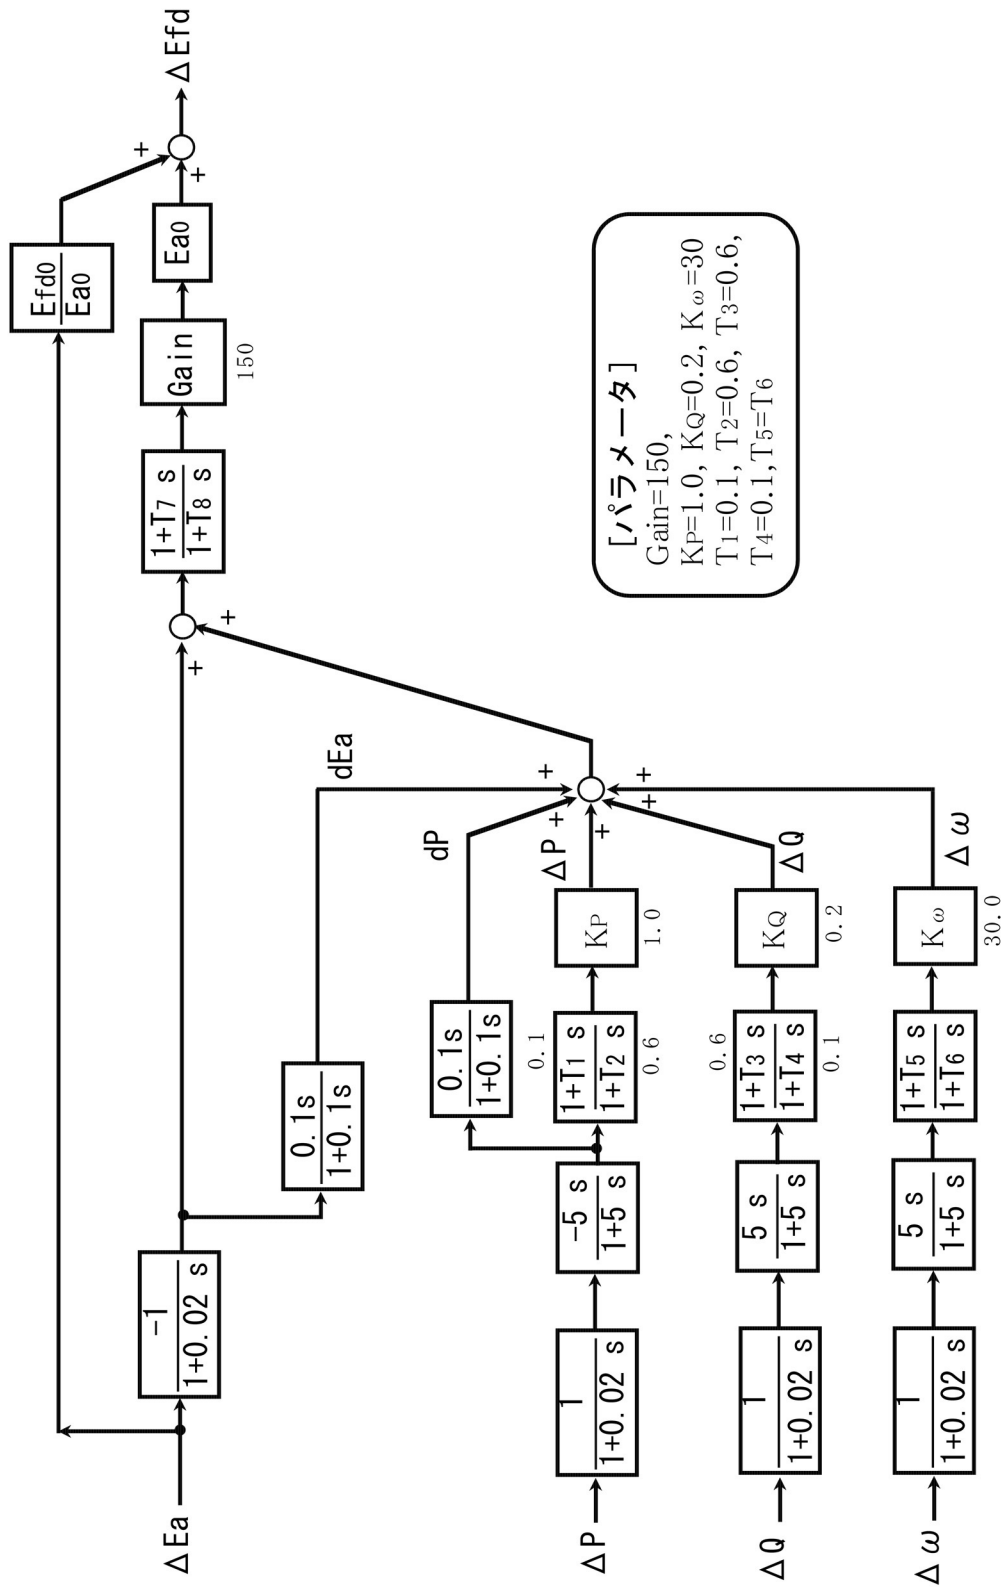 ΔEa
-1
1+0.02 s
Efd0
Ea0
1+T7 s
1+T8 s
Gain
150
Ea0
ΔEfd
+
+
+
+
0.1s
1+0.1s
dEa
0.1s
1+0.1s
dP
ΔP
1
1+0.02 s
-5 s
1+5 s
0.1
1+T1 s
1+T2 s
0.6
KP
1.0
ΔP
+
+
+
+
+
ΔQ
1
1+0.02 s
5 s
1+5 s
0.6
1+T3 s
1+T4 s
0.1
KQ
0.2
ΔQ
Δω
1
1+0.02 s
5 s
1+5 s
1+T5 s
1+T6 s
Kω
30.0
Δω
[パラメータ]
Gain=150,
KP=1.0, KQ=0.2, Kω=30
T1=0.1, T2=0.6, T3=0.6,
T4=0.1,T5=T6